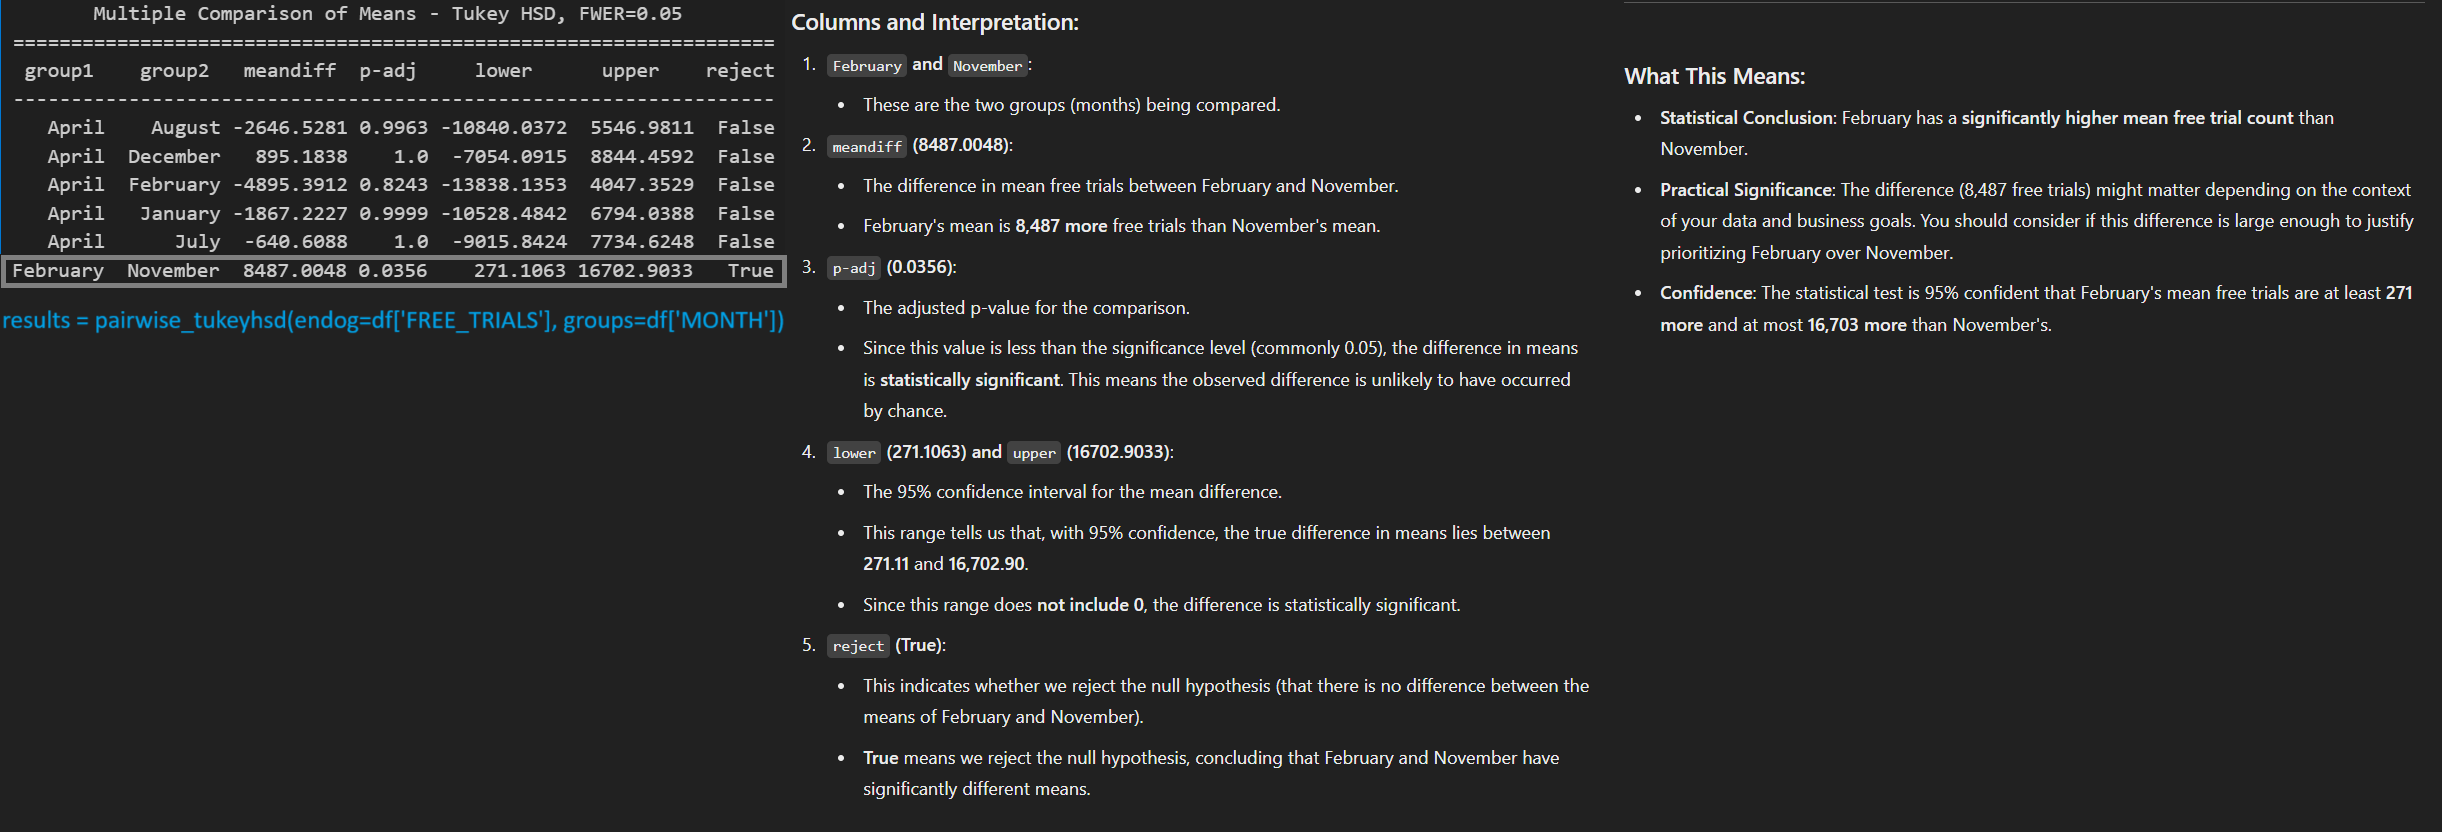 Multiple Comparison of Means - Tukey HSD, FWER=0.05
==================================================================
group1 group2 meandiff p-adj lower upper reject
------------------------------------------------------------------
April August -2646.5281 0.9963 -10840.0372 5546.9811 False
April December 895.1838 1.0 -7054.0915 8844.4592 False
April February -4895.3912 0.8243 -13838.1353 4047.3529 False
April January -1867.2227 0.9999 -10528.4842 6794.0388 False
April July -640.6088 1.0 -9015.8424 7734.6248 False
February November 8487.0048 0.0356 271.1063 16702.9033 True
results = pairwise_tukeyhsd(endog=df['FREE_TRIALS'], groups=df['MONTH'])
Columns and Interpretation:
1. February and November:
• These are the two groups (months) being compared.
2. meandiff (8487.0048):
• The difference in mean free trials between February and November.
• February's mean is 8,487 more free trials than November's mean.
3. p-adj (0.0356):
• The adjusted p-value for the comparison.
• Since this value is less than the significance level (commonly 0.05), the difference in means
is statistically significant. This means the observed difference is unlikely to have occurred
by chance.
4. lower (271.1063) and upper (16702.9033):
• The 95% confidence interval for the mean difference.
• This range tells us that, with 95% confidence, the true difference in means lies between
271.11 and 16,702.90.
• Since this range does not include 0, the difference is statistically significant.
5. reject (True):
• This indicates whether we reject the null hypothesis (that there is no difference between the
means of February and November).
• True means we reject the null hypothesis, concluding that February and November have
significantly different means.
What This Means:
• Statistical Conclusion: February has a significantly higher mean free trial count than
November.
• Practical Significance: The difference (8,487 free trials) might matter depending on the context
of your data and business goals. You should consider if this difference is large enough to justify
prioritizing February over November.
• Confidence: The statistical test is 95% confident that February's mean free trials are at least 271
more and at most 16,703 more than November's.